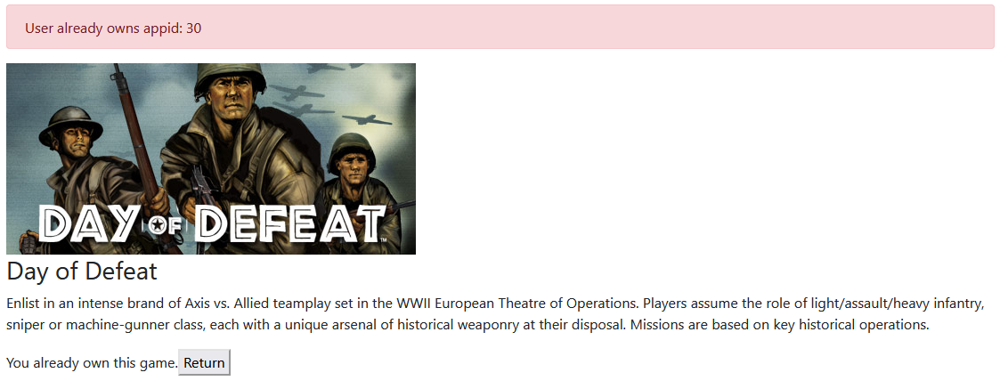 User already owns appid: 30
DAY OF DEFEAT™
Day of Defeat
Enlist in an intense brand of Axis vs. Allied teamplay set in the WWII European Theatre of Operations. Players assume the role of light/assault/heavy infantry,
sniper or machine-gunner class, each with a unique arsenal of historical weaponry at their disposal. Missions are based on key historical operations.
You already own this game. Return